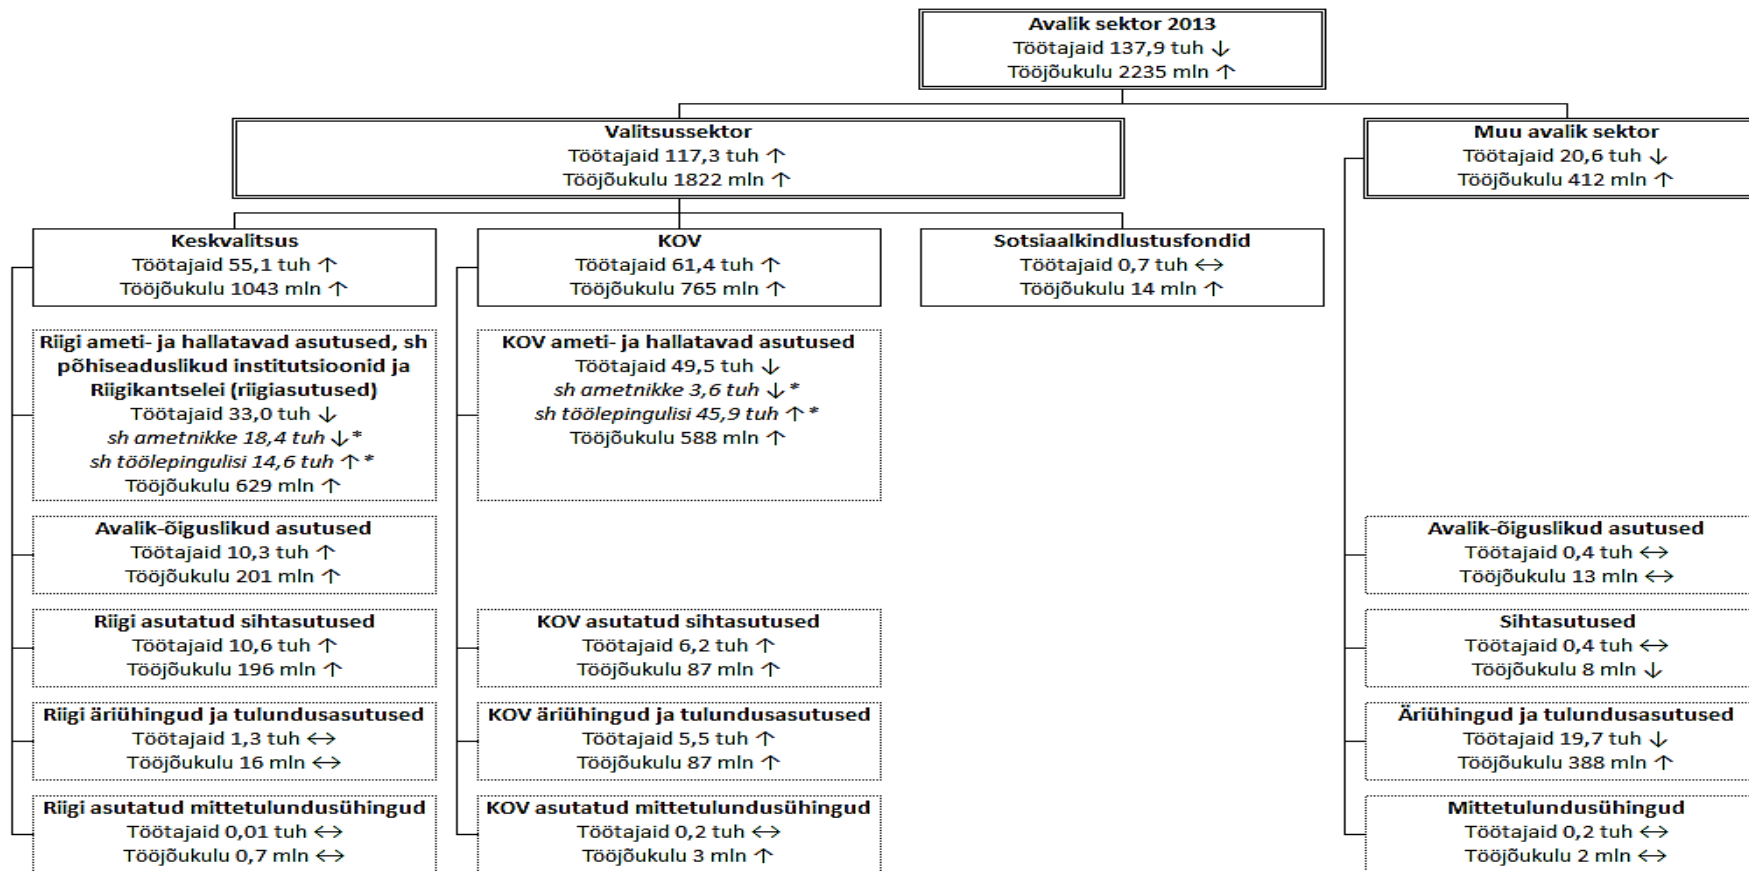 Avalik sektor 2013
Töötajaid 137,9 tuh ↓
Tööjõukulu 2235 mln ↑
Valitsussektor
Töötajaid 117,3 tuh ↑
Tööjõukulu 1822 mln ↑
Muu avalik sektor
Töötajaid 20,6 tuh ↓
Tööjõukulu 412 mln ↑
Keskvalitsus
Töötajaid 55,1 tuh ↑
Tööjõukulu 1043 mln ↑
KOV
Töötajaid 61,4 tuh ↑
Tööjõukulu 765 mln ↑
Sotsiaalkindlustusfondid
Töötajaid 0,7 tuh ↔
Tööjõukulu 14 mln ↑
Riigi ameti- ja hallatavad asutused, sh
põhiseaduslikud institutsioonid ja
Riigikantselei (riigiasutused)
Töötajaid 33,0 tuh ↓
sh ametnikke 18,4 tuh ↓*
sh töölepingulisi 14,6 tuh ↑*
Tööjõukulu 629 mln ↑
KOV ameti- ja hallatavad asutused
Töötajaid 49,5 tuh ↓
sh ametnikke 3,6 tuh ↓*
sh töölepingulisi 45,9 tuh ↑*
Tööjõukulu 588 mln ↑
Avalik-õiguslikud asutused
Töötajaid 10,3 tuh ↑
Tööjõukulu 201 mln ↑
Avalik-õiguslikud asutused
Töötajaid 0,4 tuh ↔
Tööjõukulu 13 mln ↔
Riigi asutatud sihtasutused
Töötajaid 10,6 tuh ↑
Tööjõukulu 196 mln ↑
KOV asutatud sihtasutused
Töötajaid 6,2 tuh ↑
Tööjõukulu 87 mln ↑
Sihtasutused
Töötajaid 0,4 tuh ↔
Tööjõukulu 8 mln ↓
Riigi äriühingud ja tulundusasutused
Töötajaid 1,3 tuh ↔
Tööjõukulu 16 mln ↔
KOV äriühingud ja tulundusasutused
Töötajaid 5,5 tuh ↑
Tööjõukulu 87 mln ↑
Äriühingud ja tulundusasutused
Töötajaid 19,7 tuh ↓
Tööjõukulu 388 mln ↑
Riigi asutatud mittetulundusühingud
Töötajaid 0,01 tuh ↔
Tööjõukulu 0,7 mln ↔
KOV asutatud mittetulundusühingud
Töötajaid 0,2 tuh ↔
Tööjõukulu 3 mln ↑
Mittetulundusühingud
Töötajaid 0,2 tuh ↔
Tööjõukulu 2 mln ↔